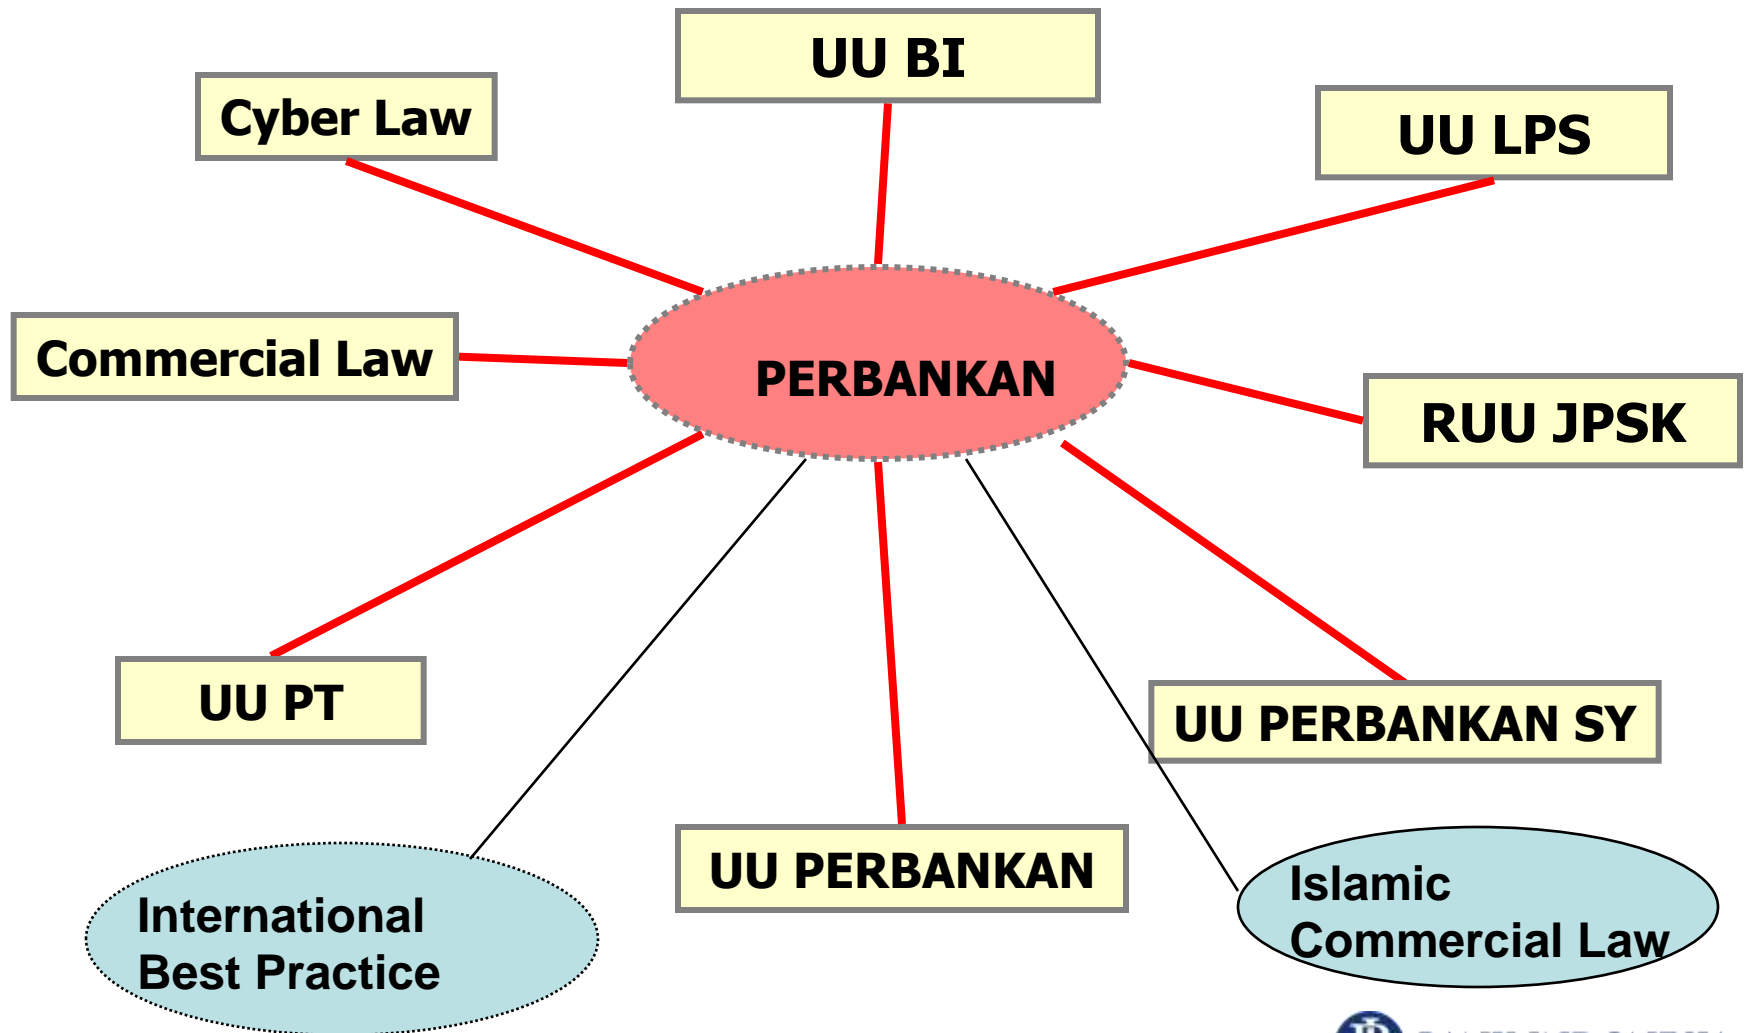 UU BI
Cyber Law
UU LPS
Commercial Law
PERBANKAN
RUU JPSK
UU PT
UU PERBANKAN SY
UU PERBANKAN
Islamic
Commercial Law
International
Best Practice